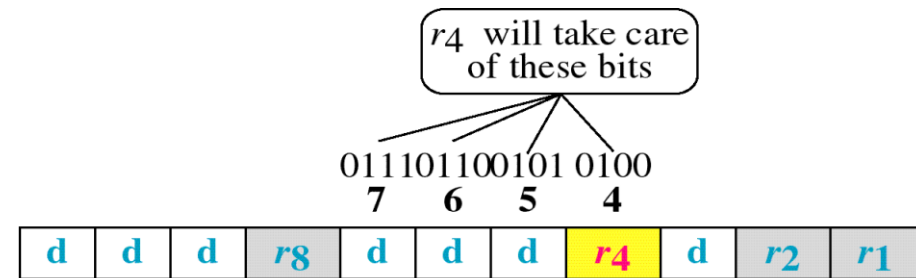 r4 will take care
of these bits
0111 0110 0101 0100
7 6 5 4
d d d r8 d d d r4 d r2 r1